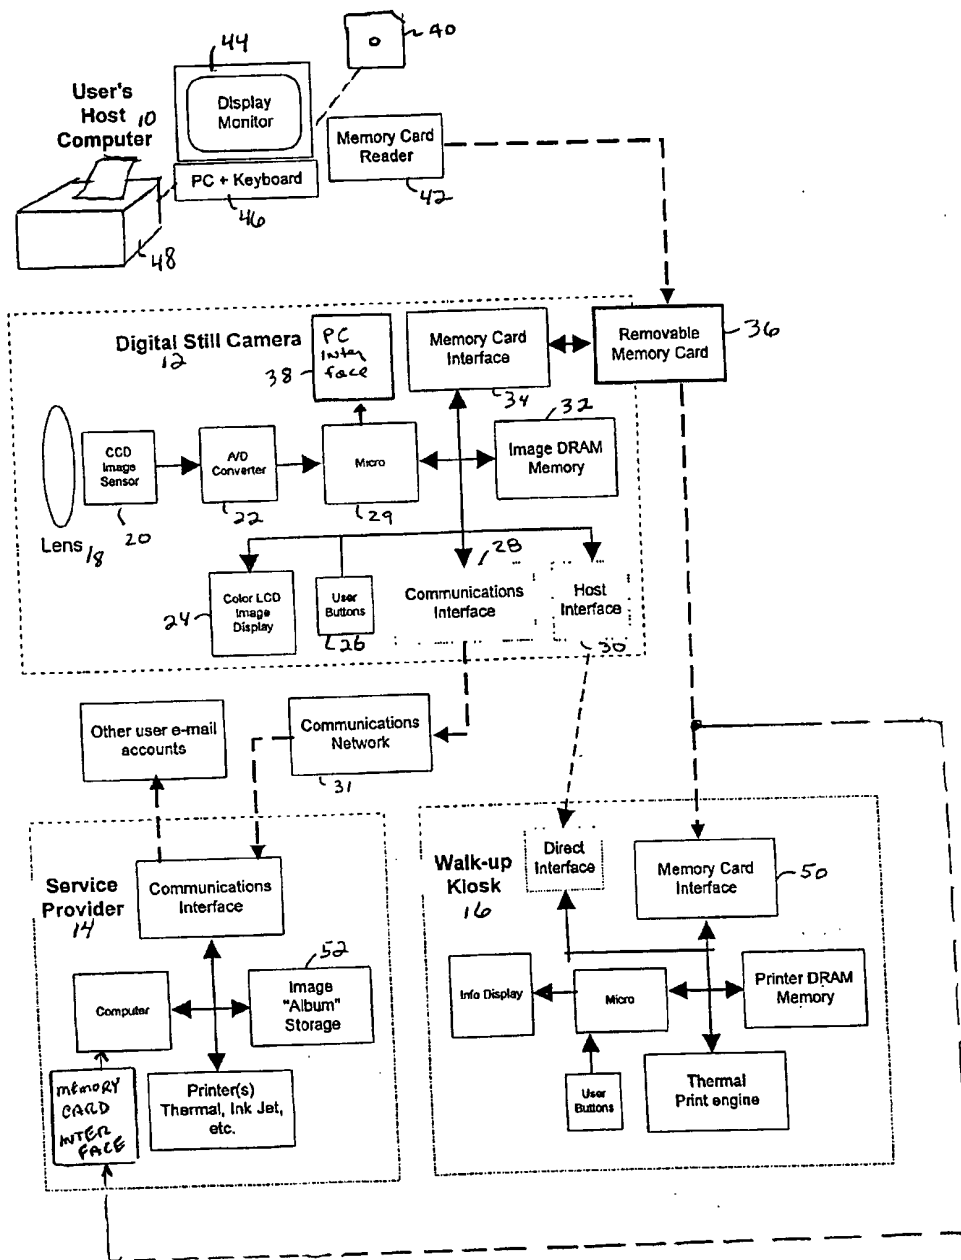 44
40
User's
Host
Computer 10
Display
Monitor
Memory Card
Reader
PC + Keyboard
42
46
48
Digital Still Camera
12
PC
Interface
38
Memory Card
Interface
34
Removable
Memory Card
36
32
CCD
Image
Sensor
A/D
Converter
Micro
Image DRAM
Memory
20
22
29
Lens 18
28
24
Color LCD
Image
Display
User
Buttons
26
Communications
Interface
Host
Interface
30
Other user e-mail
accounts
Communications
Network
31
Service
Provider
14
Communications
Interface
Walk-up
Kiosk
16
Direct
Interface
Memory Card
Interface
50
52
Computer
Image
"Album"
Storage
Info Display
Micro
Printer DRAM
Memory
MEMORY
CARD
INTER
FACE
Printer(s)
Thermal, Ink Jet,
etc.
User
Buttons
Thermal
Print engine